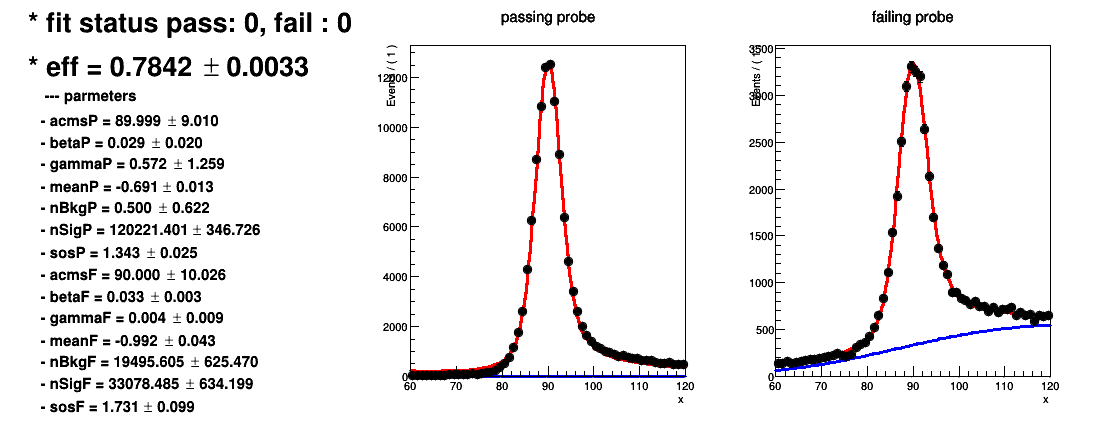 * fit status pass: 0, fail : 0
* eff = 0.7842 ± 0.0033
--- parmeters
- acmsP = 89.999 ± 9.010
- betaP = 0.029 ± 0.020
- gammaP = 0.572 ± 1.259
- meanP = -0.691 ± 0.013
- nBkgP = 0.500 ± 0.622
- nSigP = 120221.401 ± 346.726
- sosP = 1.343 ± 0.025
- acmsF = 90.000 ± 10.026
- betaF = 0.033 ± 0.003
- gammaF = 0.004 ± 0.009
- meanF = -0.992 ± 0.043
- nBkgF = 19495.605 ± 625.470
- nSigF = 33078.485 ± 634.199
- sosF = 1.731 ± 0.099
passing probe
Events / ( 1 )
12000
10000
8000
6000
4000
2000
0
60 70 80 90 100 110 120
x
failing probe
Events / ( 1 )
3500
3000
2500
2000
1500
1000
500
0
60 70 80 90 100 110 120
x